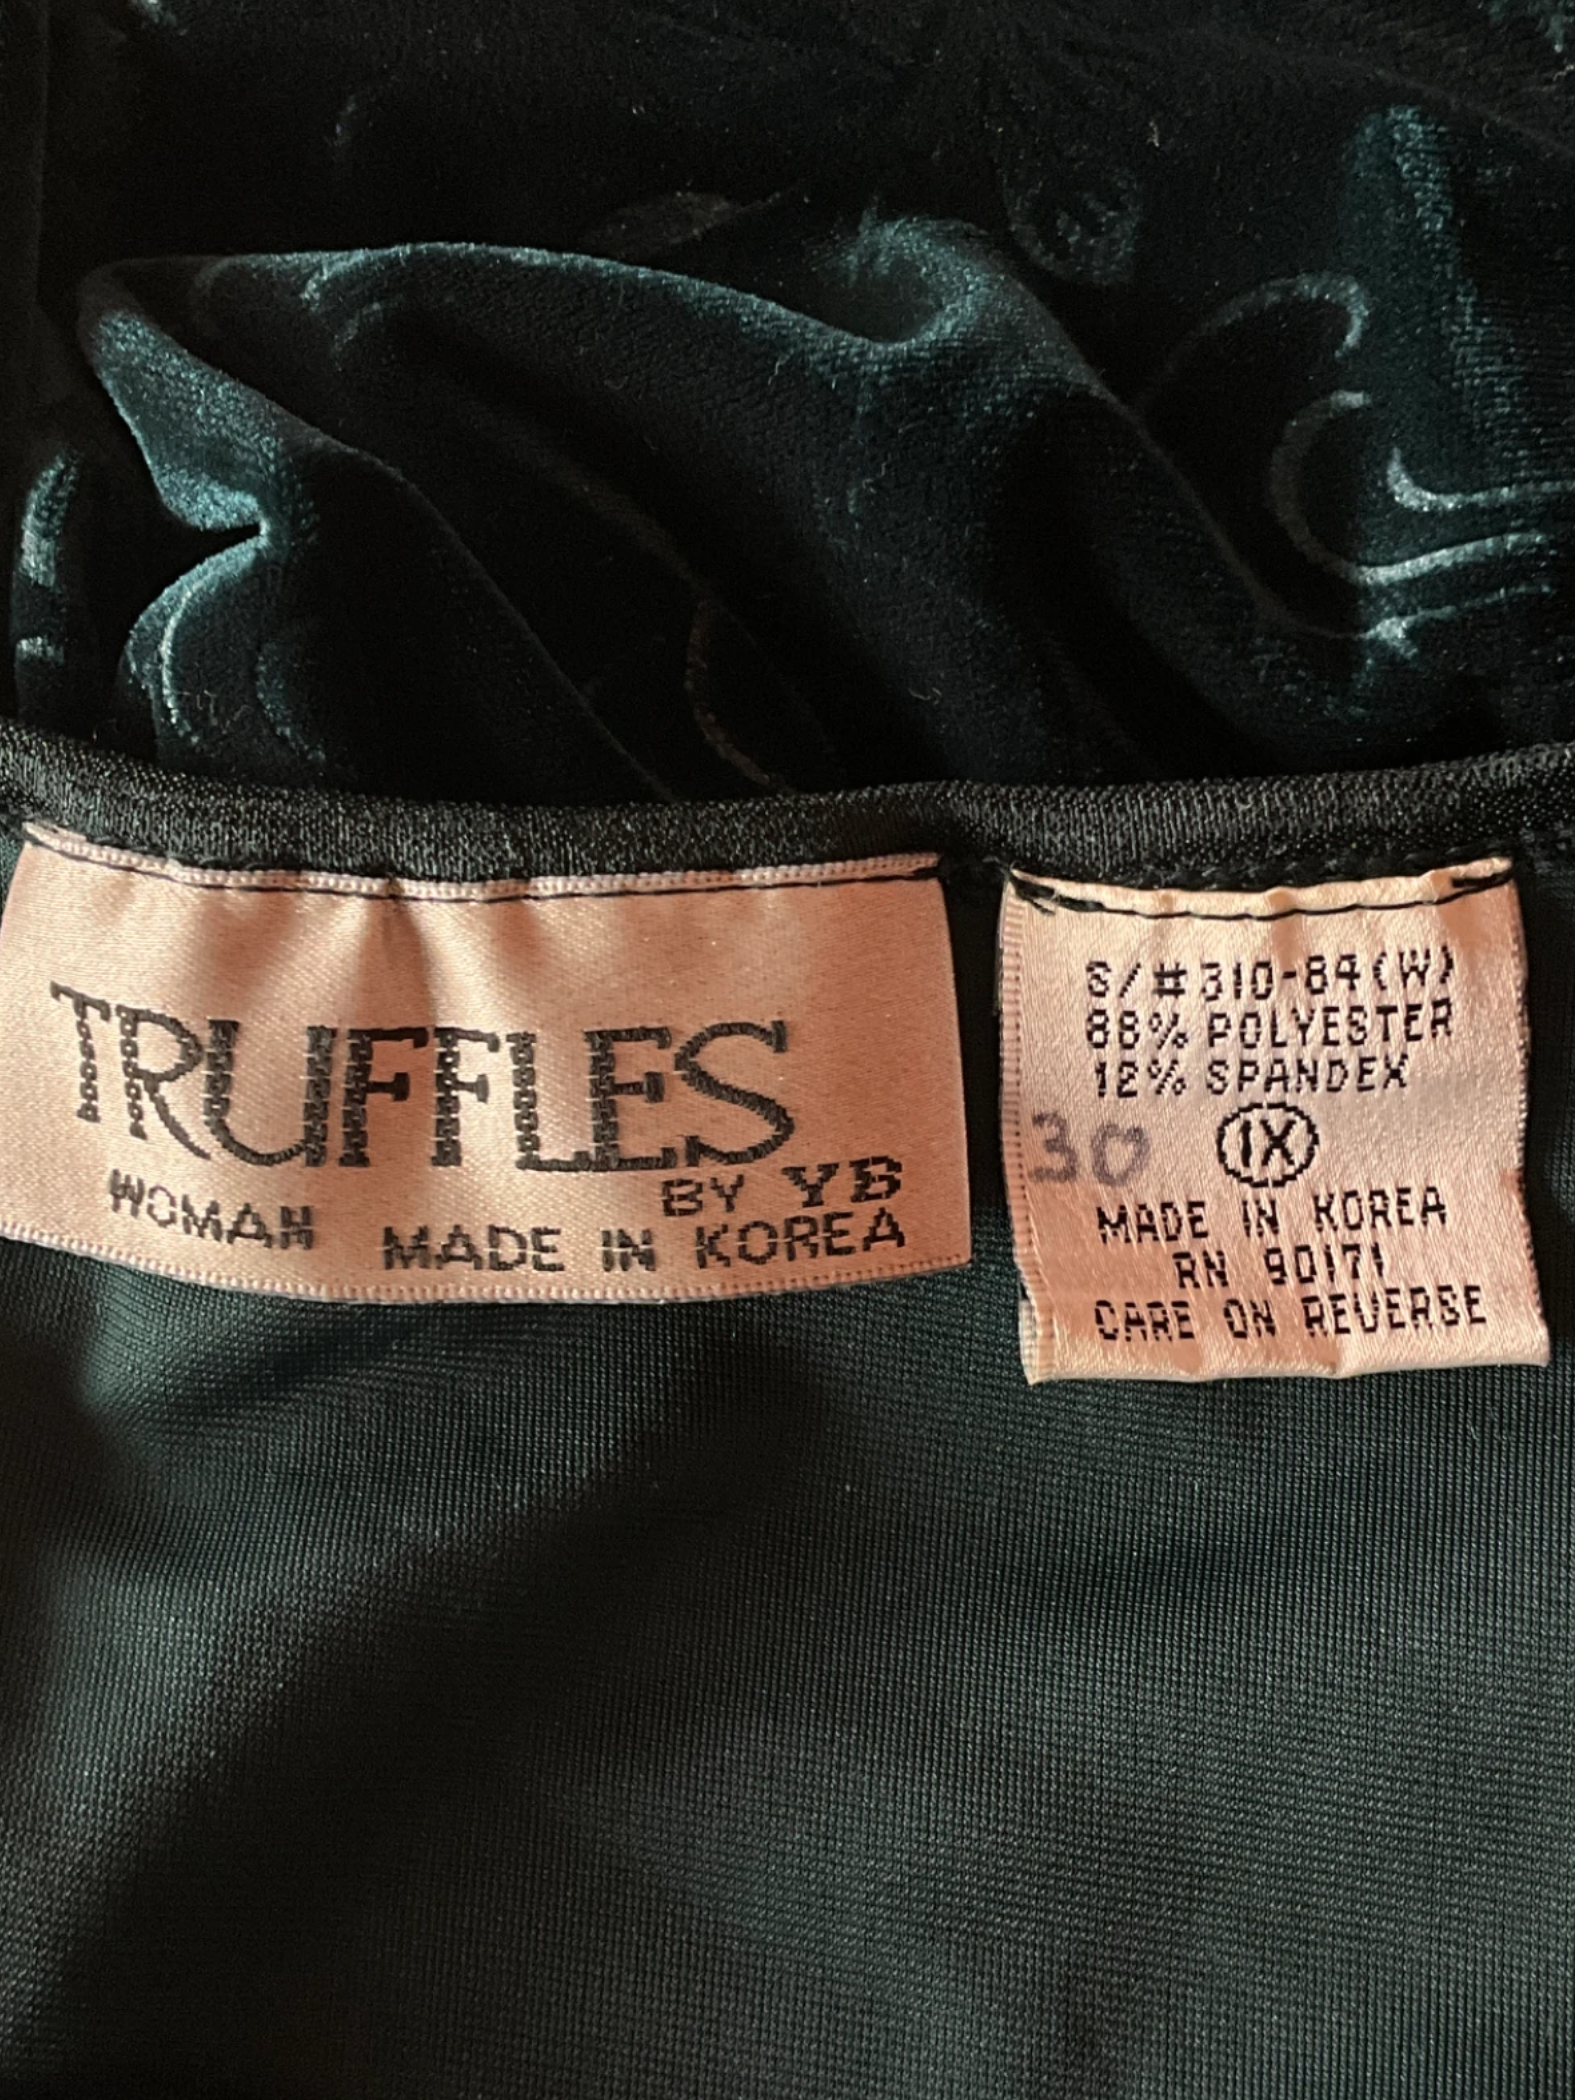 TRUFFLES
BY YB
WOMAN MADE IN KOREA
S/#310-84(W)
88% POLYESTER
12% SPANDEX
30
1X
MADE IN KOREA
RN 90171
CARE ON REVERSE